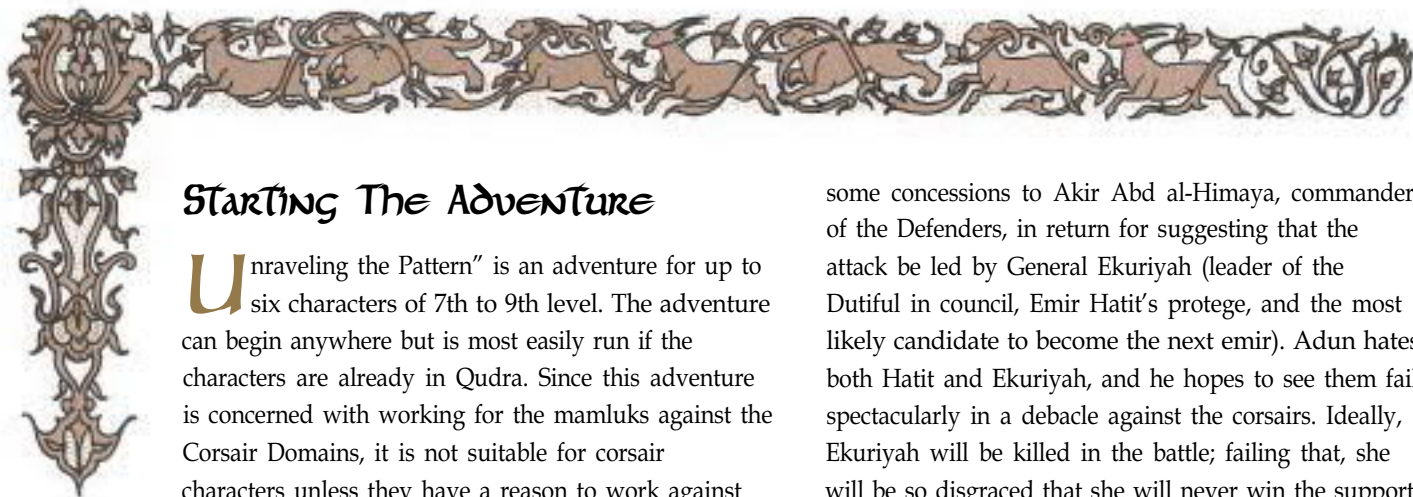 Starting The Adventure
Unraveling the Pattern” is an adventure for up to
six characters of 7th to 9th level. The adventure
can begin anywhere but is most easily run if the
characters are already in Qudra. Since this adventure
is concerned with working for the mamluks against the
Corsair Domains, it is not suitable for corsair
characters unless they have a reason to work against
some concessions to Akir Abd al-Himaya, commander
of the Defenders, in return for suggesting that the
attack be led by General Ekuriyah (leader of the
Dutiful in council, Emir Hatit’s protege, and the most
likely candidate to become the next emir). Adun hates
both Hatit and Ekuriyah, and he hopes to see them fail
spectacularly in a debacle against the corsairs. Ideally,
Ekuriyah will be killed in the battle; failing that, she
will be so disgraced that she will never win the support